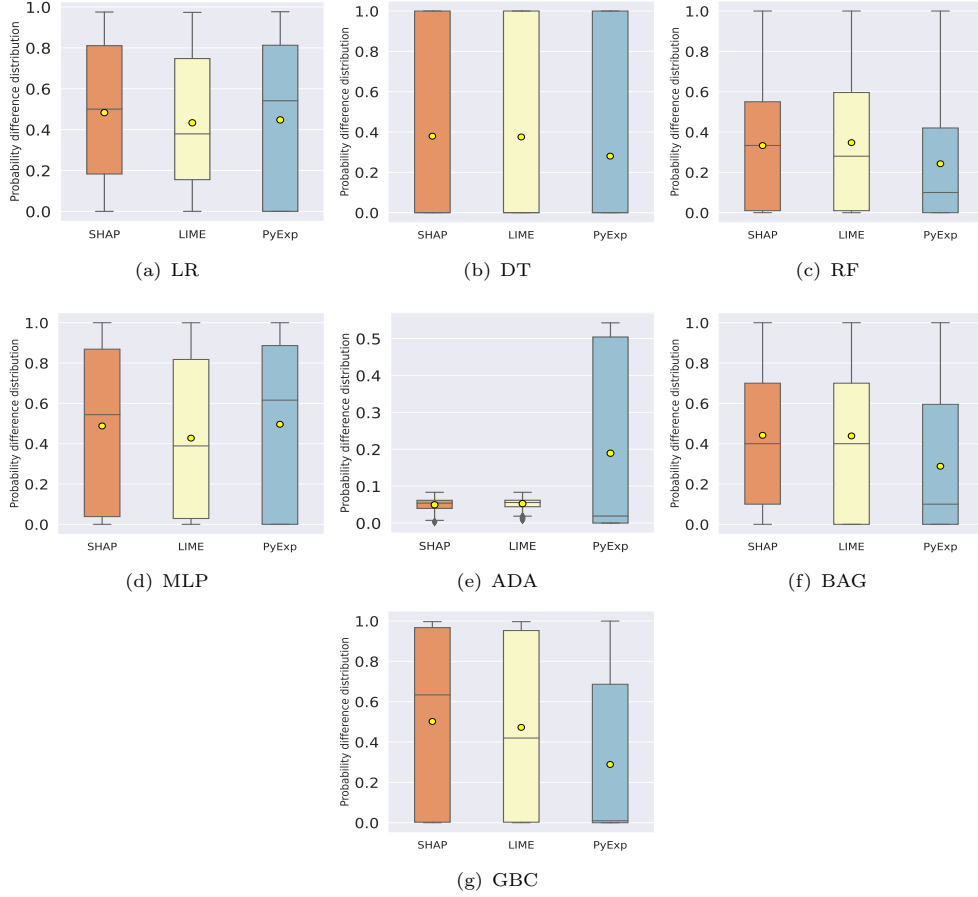 Probability difference distribution
1.0
0.8
0.6
0.4
0.2
0.0
SHAP LIME PyExp
(a) LR
Probability difference distribution
1.0
0.8
0.6
0.4
0.2
0.0
SHAP LIME PyExp
(b) DT
Probability difference distribution
1.0
0.8
0.6
0.4
0.2
0.0
SHAP LIME PyExp
(c) RF
Probability difference distribution
1.0
0.8
0.6
0.4
0.2
0.0
SHAP LIME PyExp
(d) MLP
Probability difference distribution
0.5
0.4
0.3
0.2
0.1
0.0
SHAP LIME PyExp
(e) ADA
Probability difference distribution
1.0
0.8
0.6
0.4
0.2
0.0
SHAP LIME PyExp
(f) BAG
Probability difference distribution
1.0
0.8
0.6
0.4
0.2
0.0
SHAP LIME PyExp
(g) GBC